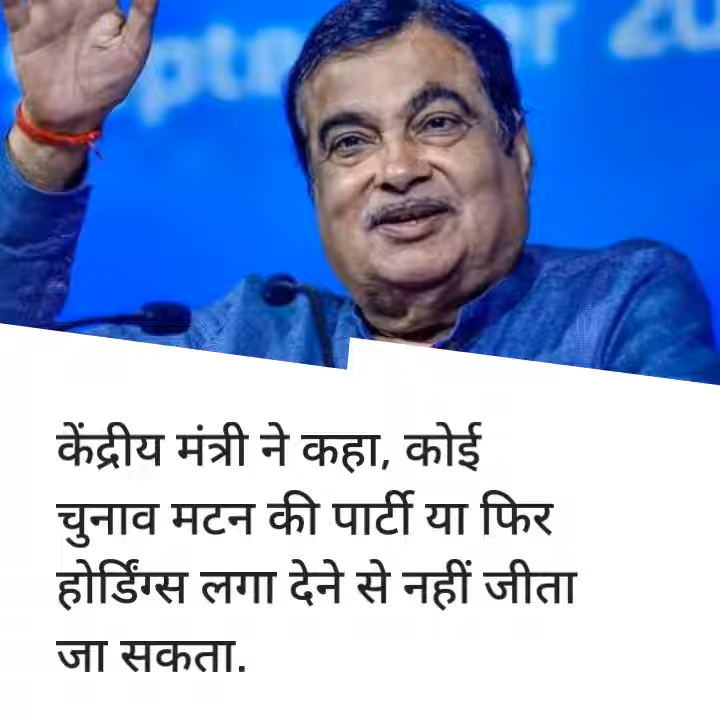 केंद्रीय मंत्री ने कहा, कोई
चुनाव मटन की पार्टी या फिर
होर्डिंग्स लगा देने से नहीं जीता
जा सकता.